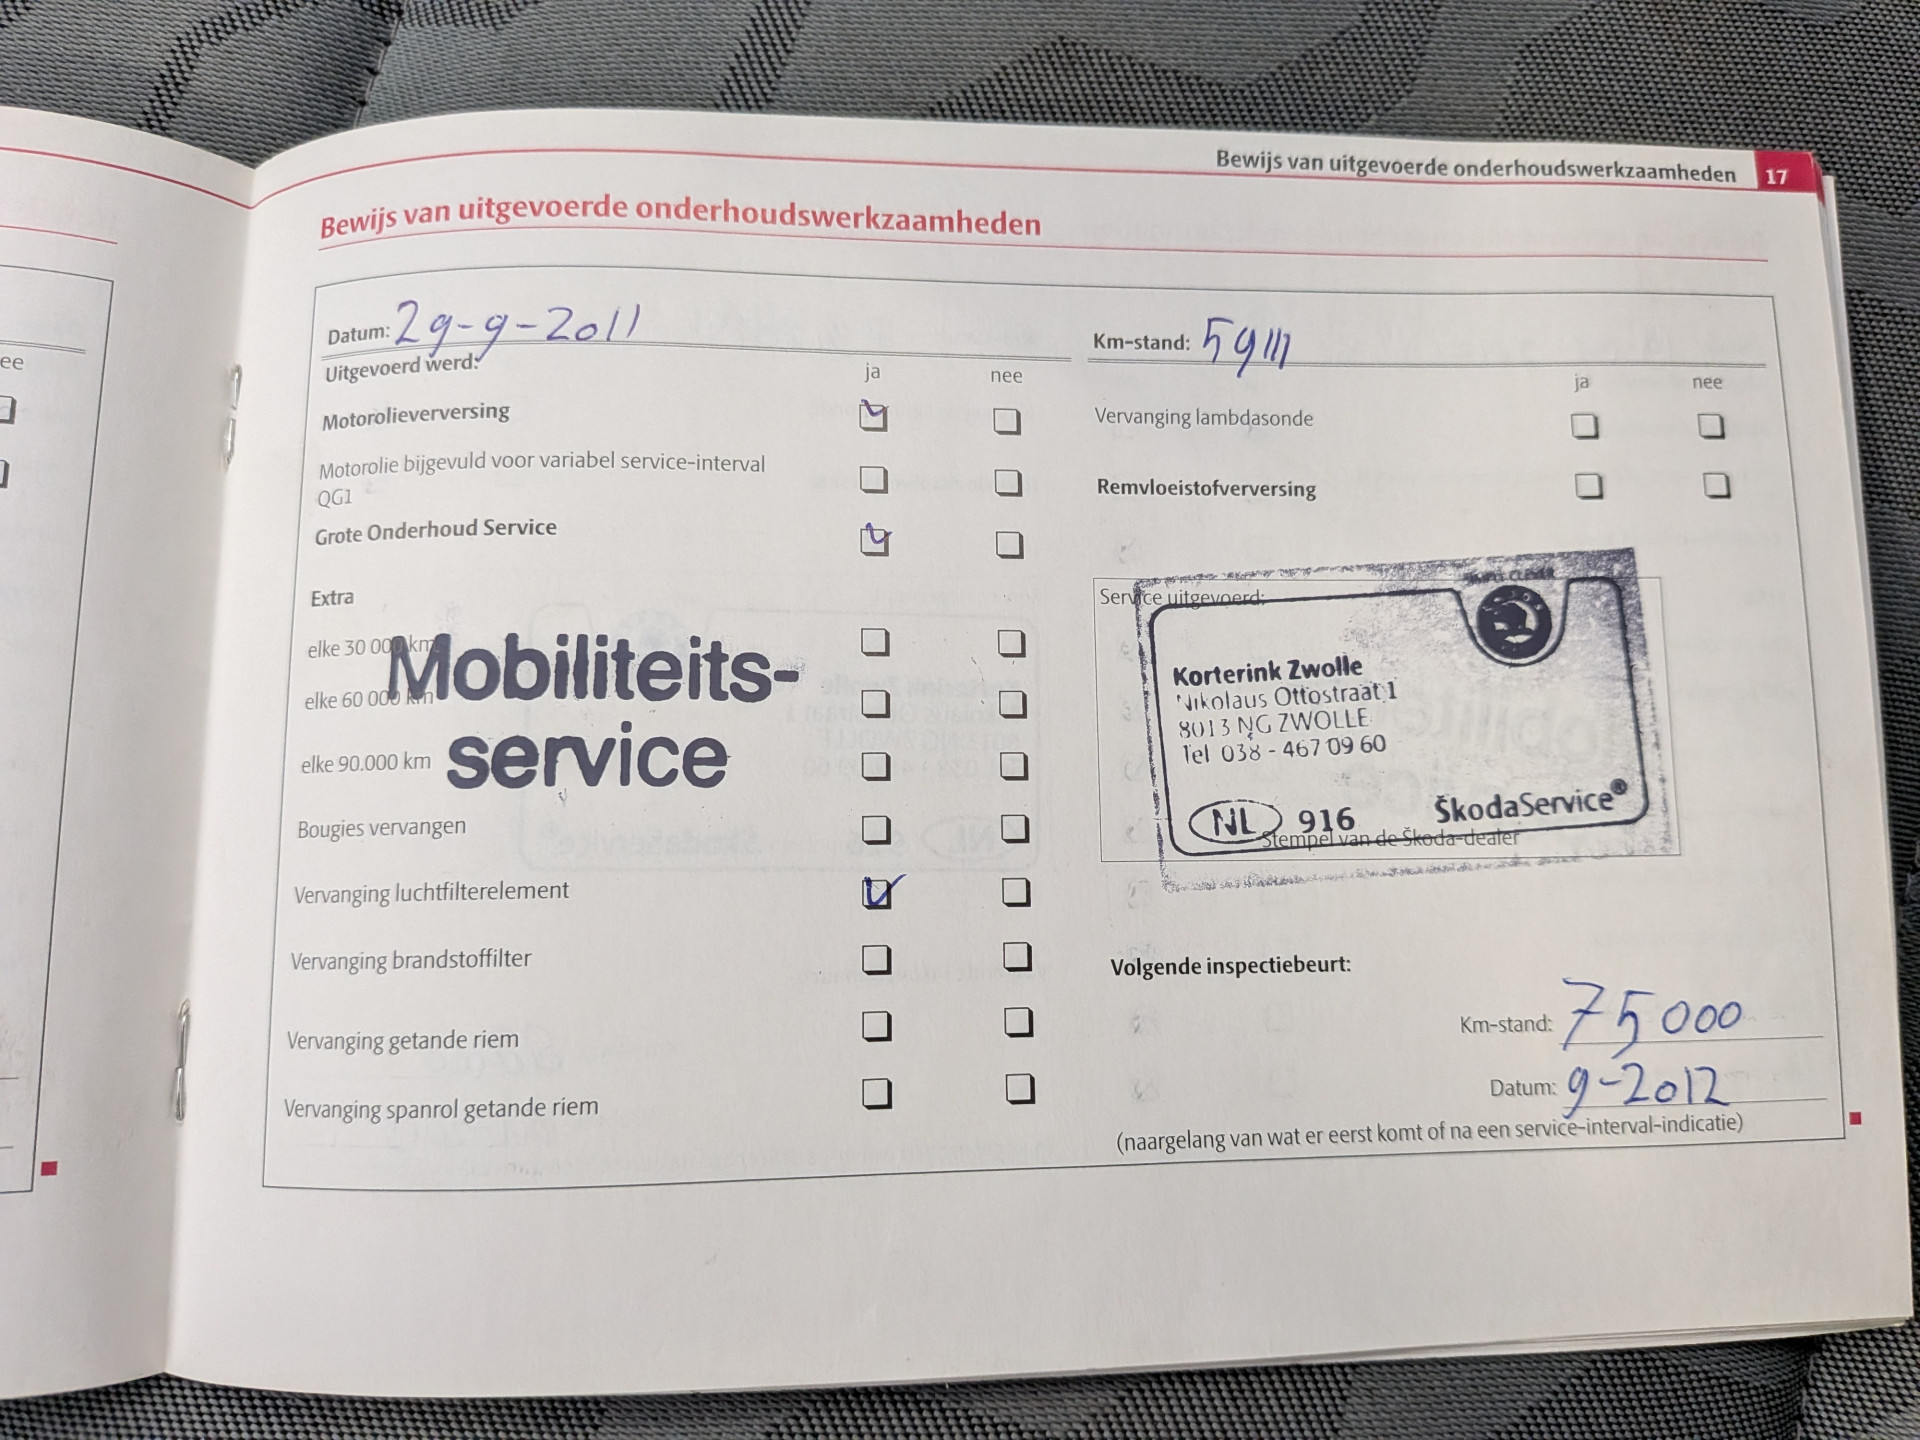 Bewijs van uitgevoerde onderhoudswerkzaamheden 17
Bewijs van uitgevoerde onderhoudswerkzaamheden
ee
Datum: 29-9-2011
Uitgevoerd werd:
ja nee
Motorolieverversing
Motorolie bijgevuld voor variabel service-interval
QG1
Grote Onderhoud Service
Extra
elke 30 000 km
elke 60 000 km
Mobiliteits-
service
elke 90.000 km
Bougies vervangen
Vervanging luchtfilterelement
Vervanging brandstoffilter
Vervanging getande riem
Vervanging spanrol getande riem
Km-stand: 59111
ja nee
Vervanging lambdasonde
Remvloeistofverversing
SIMPLY CLEVER
Service uitgevoerd:
Korterink Zwolle
Nikolaus Ottostraat 1
8013 NG ZWOLLE
Tel 038 - 467 09 60
NL 916 ŠkodaService®
Stempel van de Škoda-dealer
Volgende inspectiebeurt:
Km-stand: 75000
Datum: 9-2012
(naargelang van wat er eerst komt of na een service-interval-indicatie)